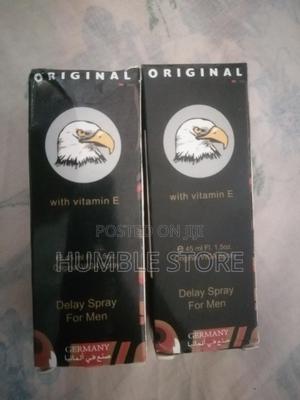 ORIGINAL
with vitamin E
Delay Spray
For Men
GERMANY
صنع في ألمانيا
ORIGINAL
with vitamin E
℮ 45 ml Fl. 1,5oz
Delay Spray
For Men
GERMANY
صنع في ألمانيا
POSTED ON JIJI
HUMBLE STORE